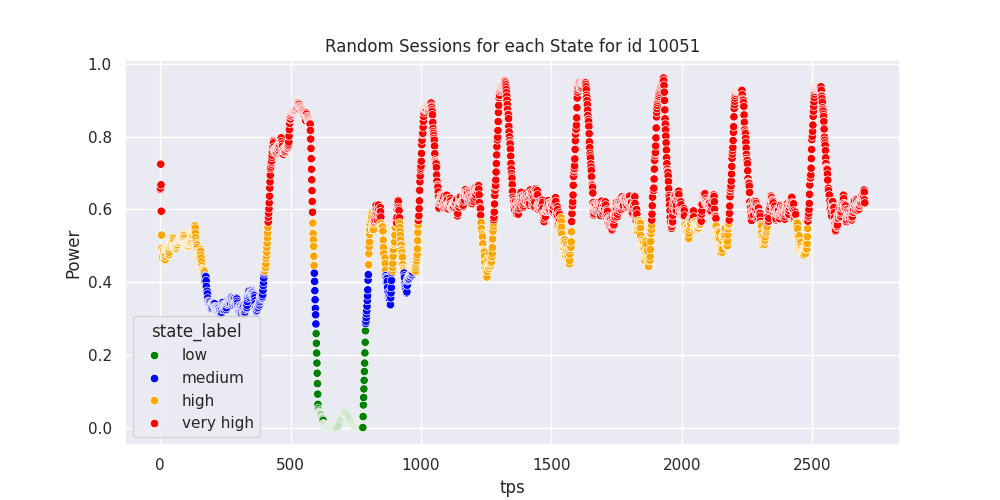 Random Sessions for each State for id 10051
Power
1.0
0.8
0.6
0.4
0.2
0.0
state_label
low
medium
high
very high
0 500 1000 1500 2000 2500
tps